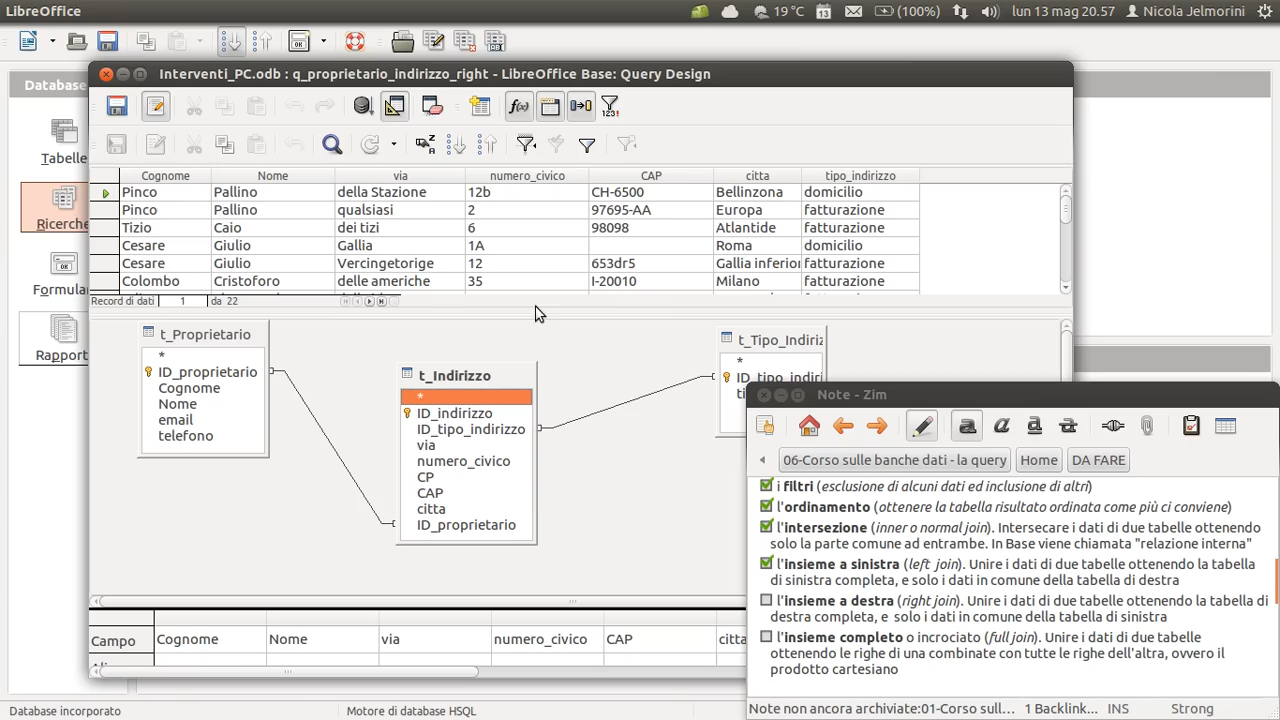 LibreOffice
19 °C
13
(100%)
lun 13 mag 20.57
Nicola Jelmorini
Database
Tabelle
Ricerche
Formular
Rapport
Interventi_PC.odb : q_proprietario_indirizzo_right - LibreOffice Base: Query Design
Cognome Nome via numero_civico CAP citta tipo_indirizzo
Pinco Pallino della Stazione 12b CH-6500 Bellinzona domicilio
Pinco Pallino qualsiasi 2 97695-AA Europa fatturazione
Tizio Caio dei tizi 6 98098 Atlantide fatturazione
Cesare Giulio Gallia 1A Roma domicilio
Cesare Giulio Vercingetorige 12 653dr5 Gallia inferior fatturazione
Colombo Cristoforo delle americhe 35 I-20010 Milano fatturazione
Record di dati 1 da 22
t_Proprietario
*
ID_proprietario
Cognome
Nome
email
telefono
t_Indirizzo
*
ID_indirizzo
ID_tipo_indirizzo
via
numero_civico
CP
CAP
citta
ID_proprietario
t_Tipo_Indiriz
*
ID_tipo_indiri
Campo Cognome Nome via numero_civico CAP citta
Note - Zim
06-Corso sulle banche dati - la query Home DA FARE
i filtri (esclusione di alcuni dati ed inclusione di altri)
l'ordinamento (ottenere la tabella risultato ordinata come più ci conviene)
l'intersezione (inner o normal join). Intersecare i dati di due tabelle ottenendo
solo la parte comune ad entrambe. In Base viene chiamata "relazione interna"
l'insieme a sinistra (left join). Unire i dati di due tabelle ottenendo la tabella
di sinistra completa, e solo i dati in comune della tabella di destra
l'insieme a destra (right join). Unire i dati di due tabelle ottenendo la tabella di
destra completa, e solo i dati in comune della tabella di sinistra
l'insieme completo o incrociato (full join). Unire i dati di due tabelle
ottenendo le righe di una combinate con tutte le righe dell'altra, ovvero il
prodotto cartesiano
Note non ancora archiviate:01-Corso sull... 1 Backlink... INS Strong
Database incorporato
Motore di database HSQL